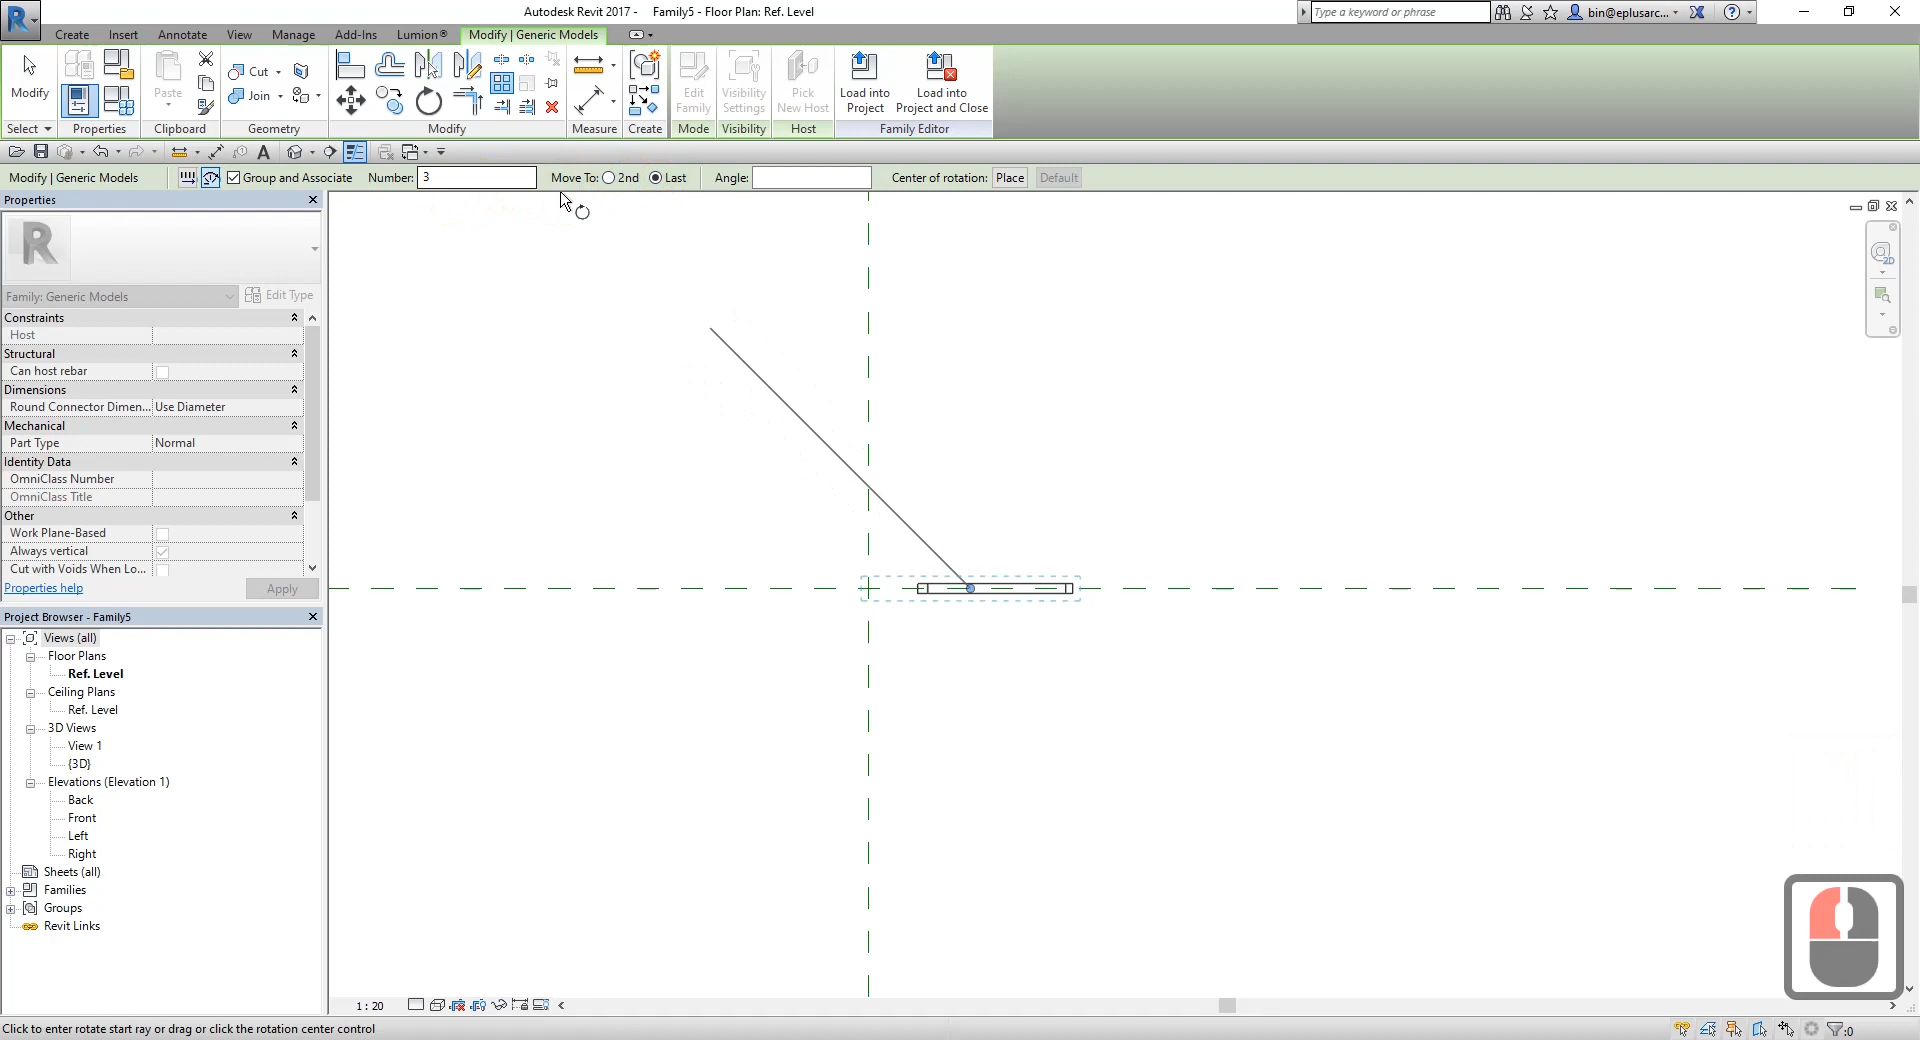 Autodesk Revit 2017 - Family5 - Floor Plan: Ref. Level
Type a keyword or phrase
bin@eplusarc...
Create Insert Annotate View Manage Add-Ins Lumion® Modify | Generic Models
Modify
Paste
Cut
Join
Edit Family
Visibility Settings
Pick New Host
Load into Project
Load into Project and Close
Select Properties Clipboard Geometry Modify Measure Create Mode Visibility Host Family Editor
Modify | Generic Models Group and Associate Number: 3 Move To: 2nd Last Angle: Center of rotation: Place Default
Properties
R
Family: Generic Models Edit Type
Constraints
Host
Structural
Can host rebar
Dimensions
Round Connector Dimen... Use Diameter
Mechanical
Part Type Normal
Identity Data
OmniClass Number
OmniClass Title
Other
Work Plane-Based
Always vertical
Cut with Voids When Lo...
Properties help Apply
Project Browser - Family5
Views (all)
Floor Plans
Ref. Level
Ceiling Plans
Ref. Level
3D Views
View 1
{3D}
Elevations (Elevation 1)
Back
Front
Left
Right
Sheets (all)
Families
Groups
Revit Links
2D
1 : 20
Click to enter rotate start ray or drag or click the rotation center control
:0